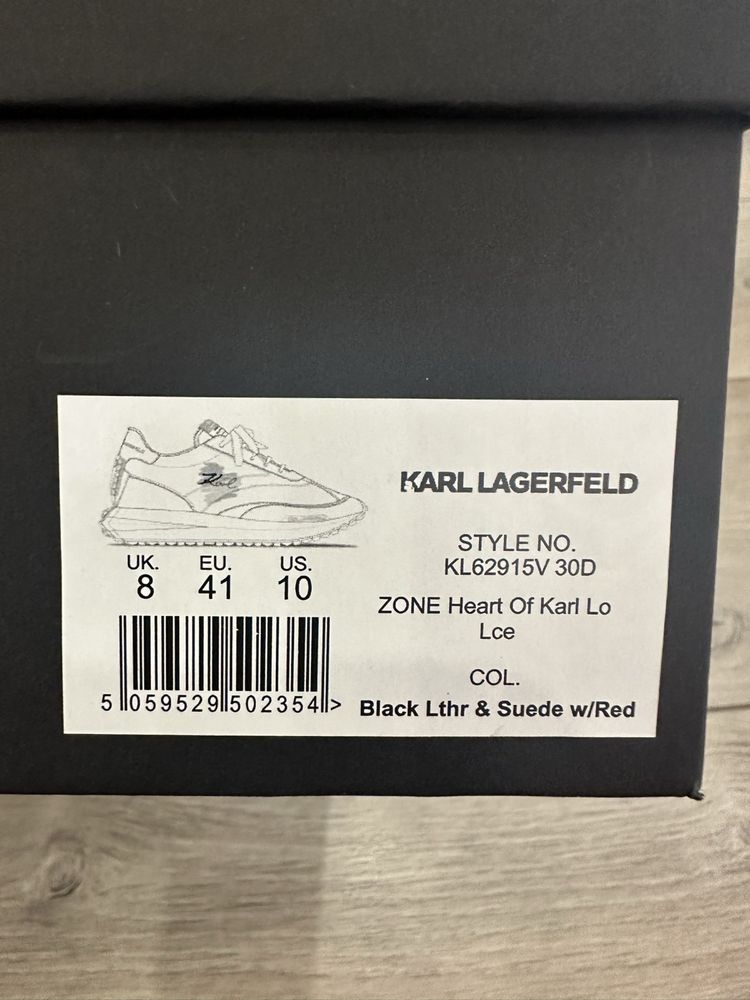 Karl
KARL LAGERFELD
STYLE NO.
KL62915V 30D
ZONE Heart Of Karl Lo
Lce
COL.
Black Lthr & Suede w/Red
UK. EU. US.
8 41 10
5 059529 502354 >